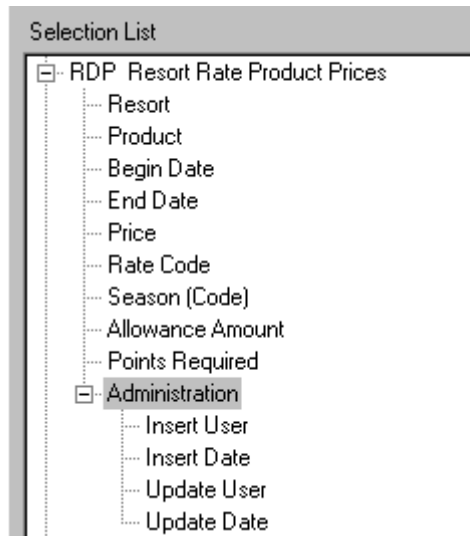 Selection List
RDP  Resort Rate Product Prices
Resort
Product
Begin Date
End Date
Price
Rate Code
Season (Code)
Allowance Amount
Points Required
Administration
Insert User
Insert Date
Update User
Update Date